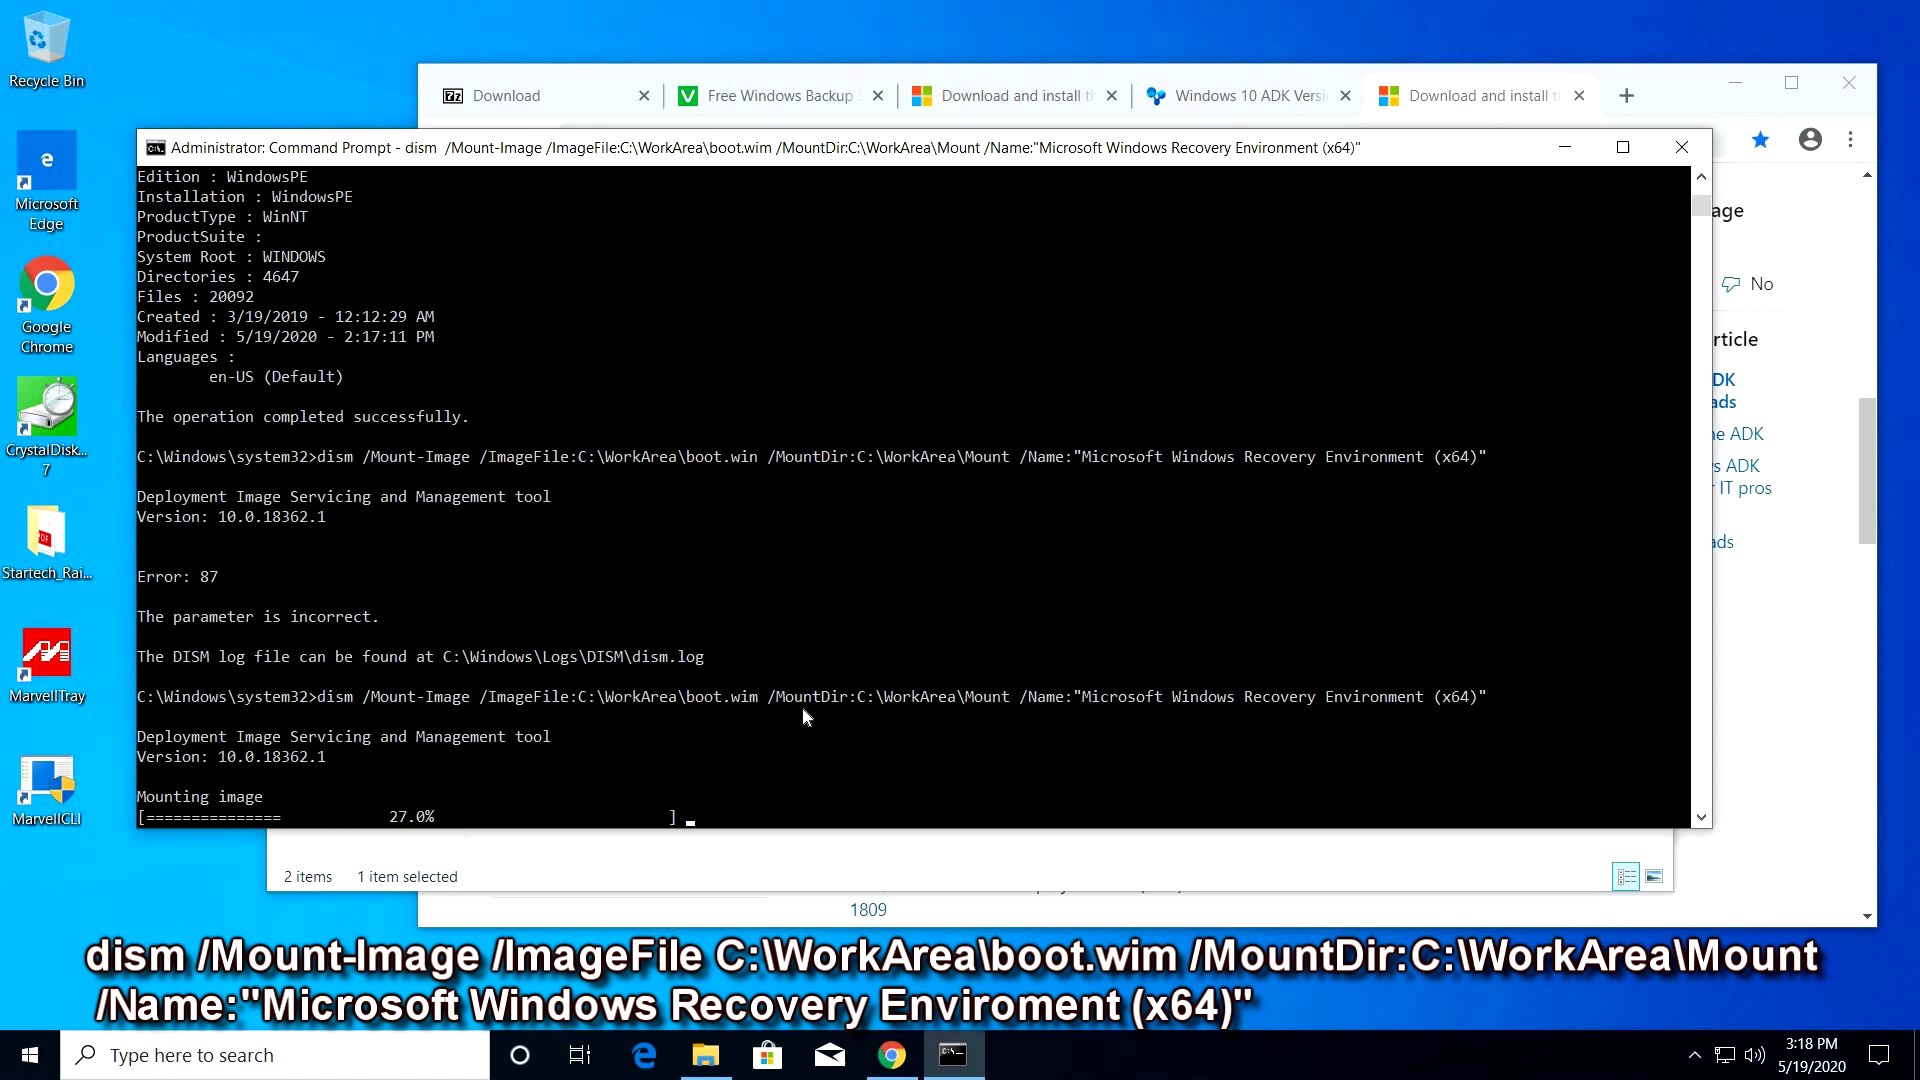 Recycle Bin
Microsoft
Edge
Google
Chrome
CrystalDisk...
7
Startech_Rai...
MarvellTray
MarvellCLI
Download
Free Windows Backup
Download and install t
Windows 10 ADK Versi
Download and install t
Administrator: Command Prompt - dism  /Mount-Image /ImageFile:C:\WorkArea\boot.wim /MountDir:C:\WorkArea\Mount /Name:"Microsoft Windows Recovery Environment (x64)"
Edition : WindowsPE
Installation : WindowsPE
ProductType : WinNT
ProductSuite :
System Root : WINDOWS
Directories : 4647
Files : 20092
Created : 3/19/2019 - 12:12:29 AM
Modified : 5/19/2020 - 2:17:11 PM
Languages :
en-US (Default)
The operation completed successfully.
C:\Windows\system32>dism /Mount-Image /ImageFile:C:\WorkArea\boot.win /MountDir:C:\WorkArea\Mount /Name:"Microsoft Windows Recovery Environment (x64)"
Deployment Image Servicing and Management tool
Version: 10.0.18362.1
Error: 87
The parameter is incorrect.
The DISM log file can be found at C:\Windows\Logs\DISM\dism.log
C:\Windows\system32>dism /Mount-Image /ImageFile:C:\WorkArea\boot.wim /MountDir:C:\WorkArea\Mount /Name:"Microsoft Windows Recovery Environment (x64)"
Deployment Image Servicing and Management tool
Version: 10.0.18362.1
Mounting image
[===============            27.0%                          ]
age
No
rticle
DK
ads
ne ADK
s ADK
r IT pros
ads
2 items
1 item selected
1809
dism /Mount-Image /ImageFile C:\WorkArea\boot.wim /MountDir:C:\WorkArea\Mount
/Name:"Microsoft Windows Recovery Enviroment (x64)"
Type here to search
3:18 PM
5/19/2020